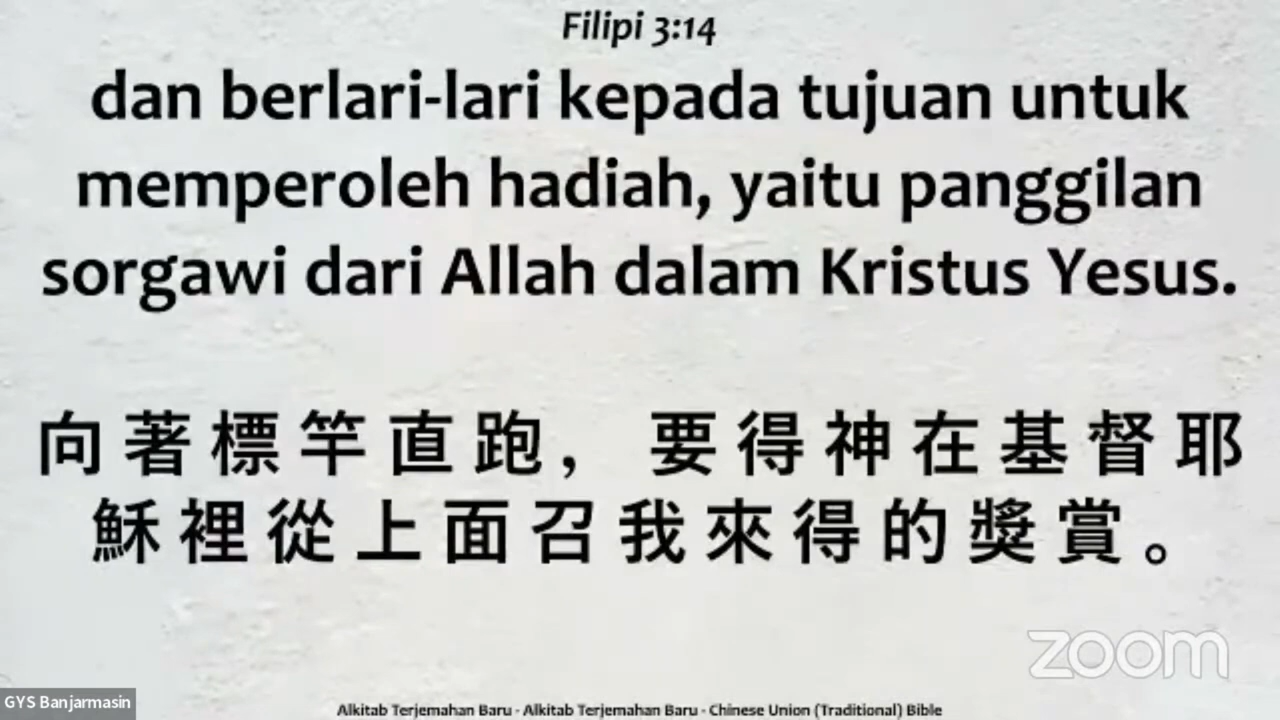 Filipi 3:14
dan berlari-lari kepada tujuan untuk
memperoleh hadiah, yaitu panggilan
sorgawi dari Allah dalam Kristus Yesus.
向著標竿直跑，要得神在基督耶
穌裡從上面召我來得的獎賞。
zoom
GYS Banjarmasin
Alkitab Terjemahan Baru - Alkitab Terjemahan Baru - Chinese Union (Traditional) Bible